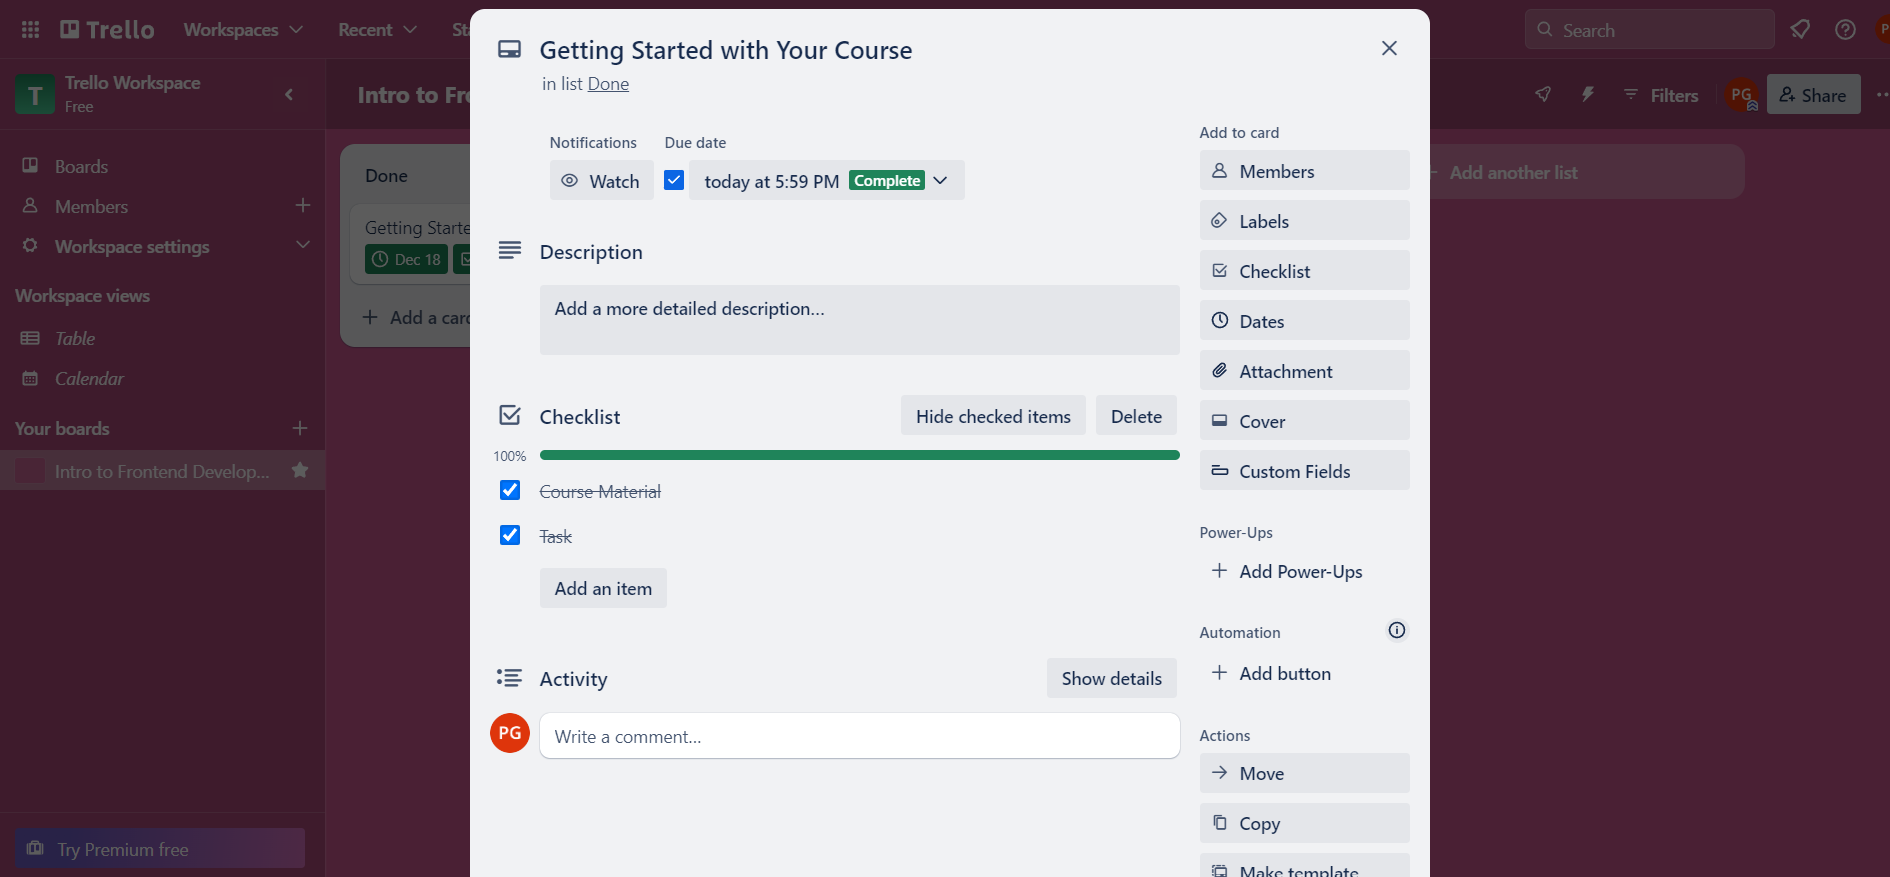 Trello
Workspaces
Recent
Sta
Search
Trello Workspace
Free
Boards
Members
Workspace settings
Workspace views
Table
Calendar
Your boards
Intro to Frontend Develop...
Try Premium free
Intro to Fro
Filters
PG
Share
Done
Getting Starte
Dec 18
Add a card
Add another list
Getting Started with Your Course
in list Done
Notifications
Due date
Watch
today at 5:59 PM Complete
Description
Add a more detailed description…
Checklist
Hide checked items
Delete
100%
Course Material
Task
Add an item
Activity
Show details
PG
Write a comment…
Add to card
Members
Labels
Checklist
Dates
Attachment
Cover
Custom Fields
Power-Ups
Add Power-Ups
Automation
Add button
Actions
Move
Copy
Make template